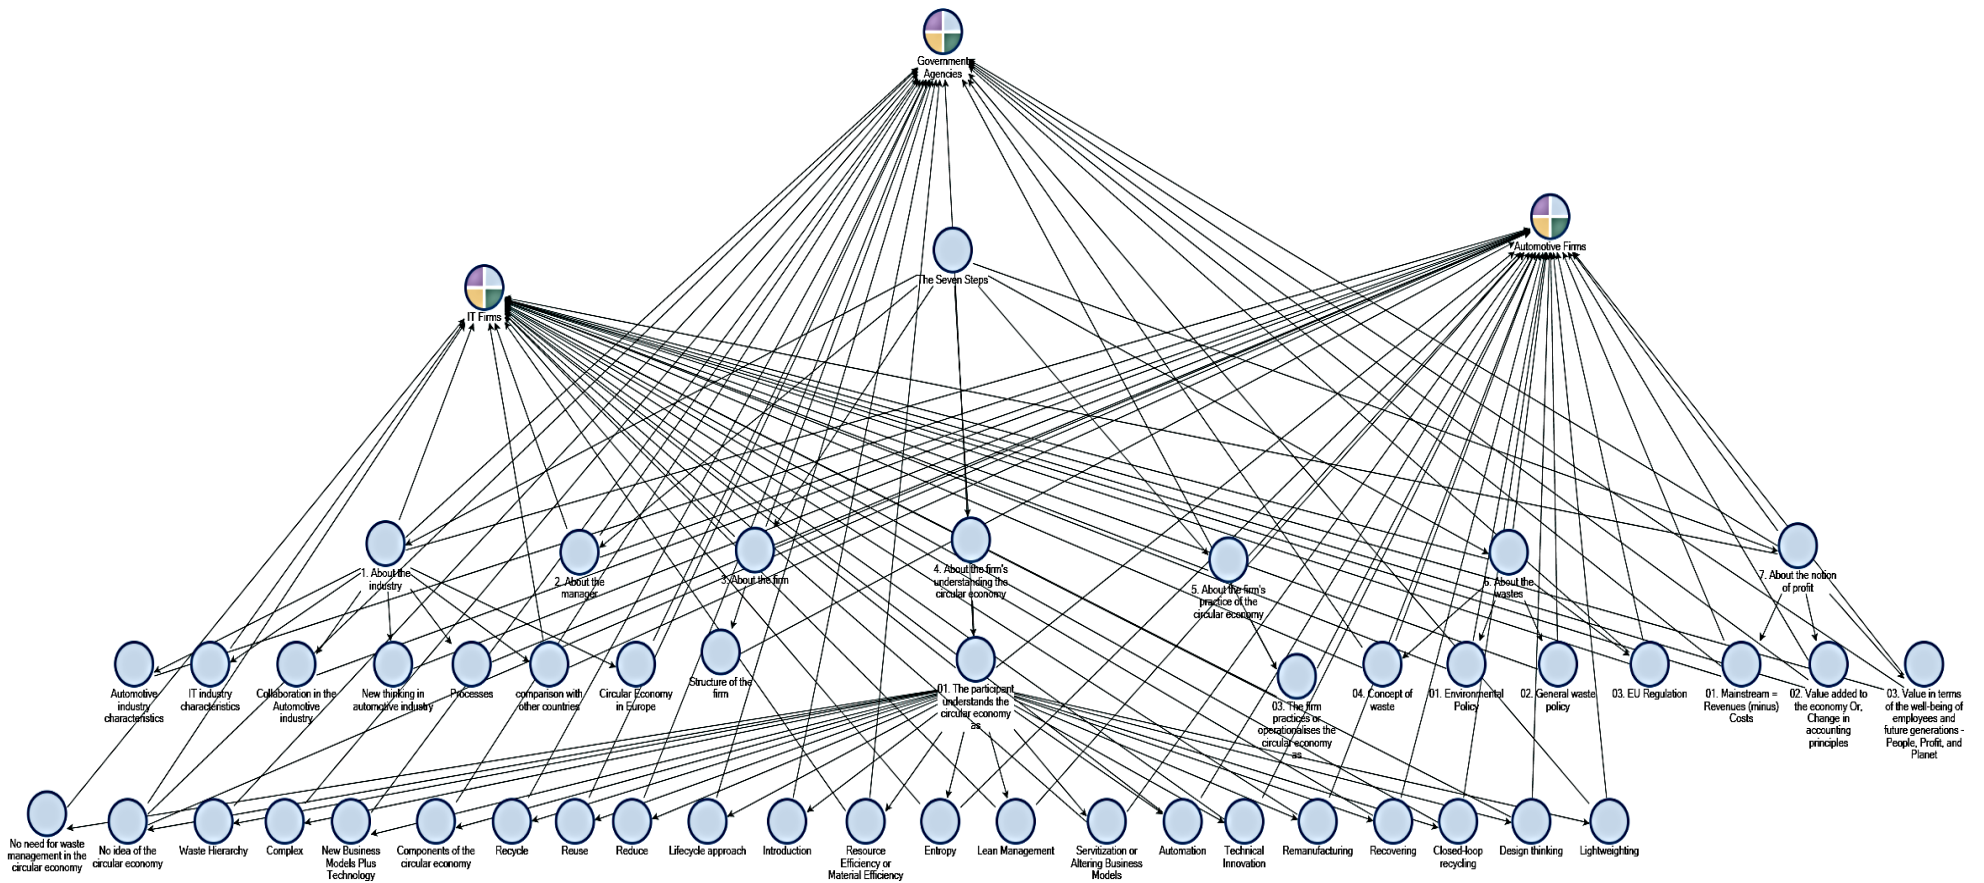 Government
Agencies
Automotive Firms
The Seven Steps
IT Firms
1. About the
industry
2. About the
manager
3. About the firm
4. About the firm's
understanding the
circular economy
5. About the firm's
practice of the
circular economy
6. About the
wastes
7. About the notion
of profit
Automotive
industry
characteristics
IT industry
characteristics
Collaboration in the
Automotive
industry
New thinking in
automotive industry
Processes
comparison with
other countries
Circular Economy
in Europe
Structure of the
firm
01. The participant
understands the
circular economy
as
03. The firm
practices or
operationalises the
circular economy
as
04. Concept of
waste
01. Environmental
Policy
02. General waste
policy
03. EU Regulation
01. Mainstream =
Revenues (minus)
Costs
02. Value added to
the economy Or,
Change in
accounting
principles
03. Value in terms
of the well-being of
employees and
future generations -
People, Profit, and
Planet
No need for waste
management in the
circular economy
No idea of the
circular economy
Waste Hierarchy
Complex
New Business
Models Plus
Technology
Components of the
circular economy
Recycle
Reuse
Reduce
Lifecycle approach
Introduction
Resource
Efficiency or
Material Efficiency
Entropy
Lean Management
Servitization or
Altering Business
Models
Automation
Technical
Innovation
Remanufacturing
Recovering
Closed-loop
recycling
Design thinking
Lightweighting